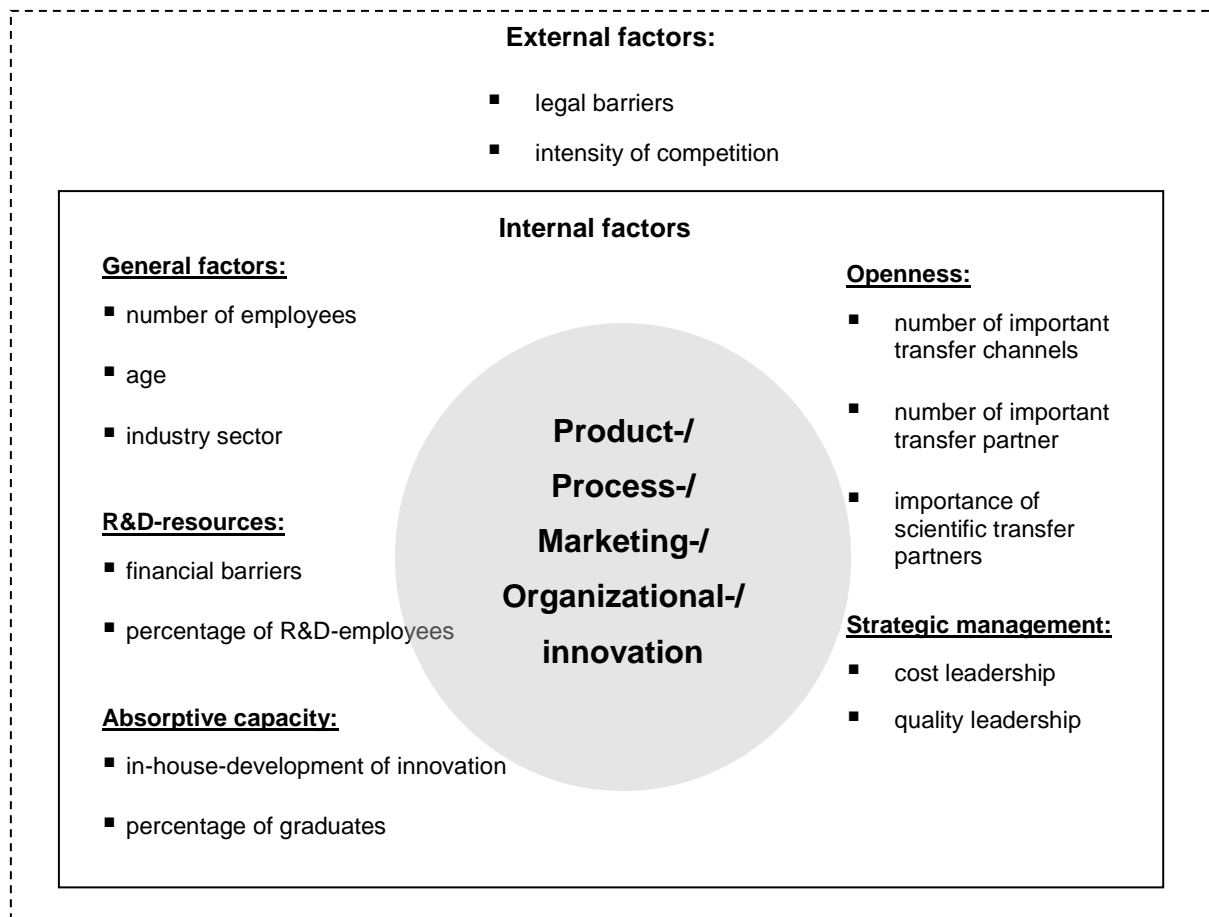 External factors:
▪ legal barriers
▪ intensity of competition
Internal factors
General factors:
▪ number of employees
▪ age
▪ industry sector
R&D-resources:
▪ financial barriers
▪ percentage of R&D-employees
Absorptive capacity:
▪ in-house-development of innovation
▪ percentage of graduates
Product-/
Process-/
Marketing-/
Organizational-/
innovation
Openness:
▪ number of important
transfer channels
▪ number of important
transfer partner
▪ importance of
scientific transfer
partners
Strategic management:
▪ cost leadership
▪ quality leadership